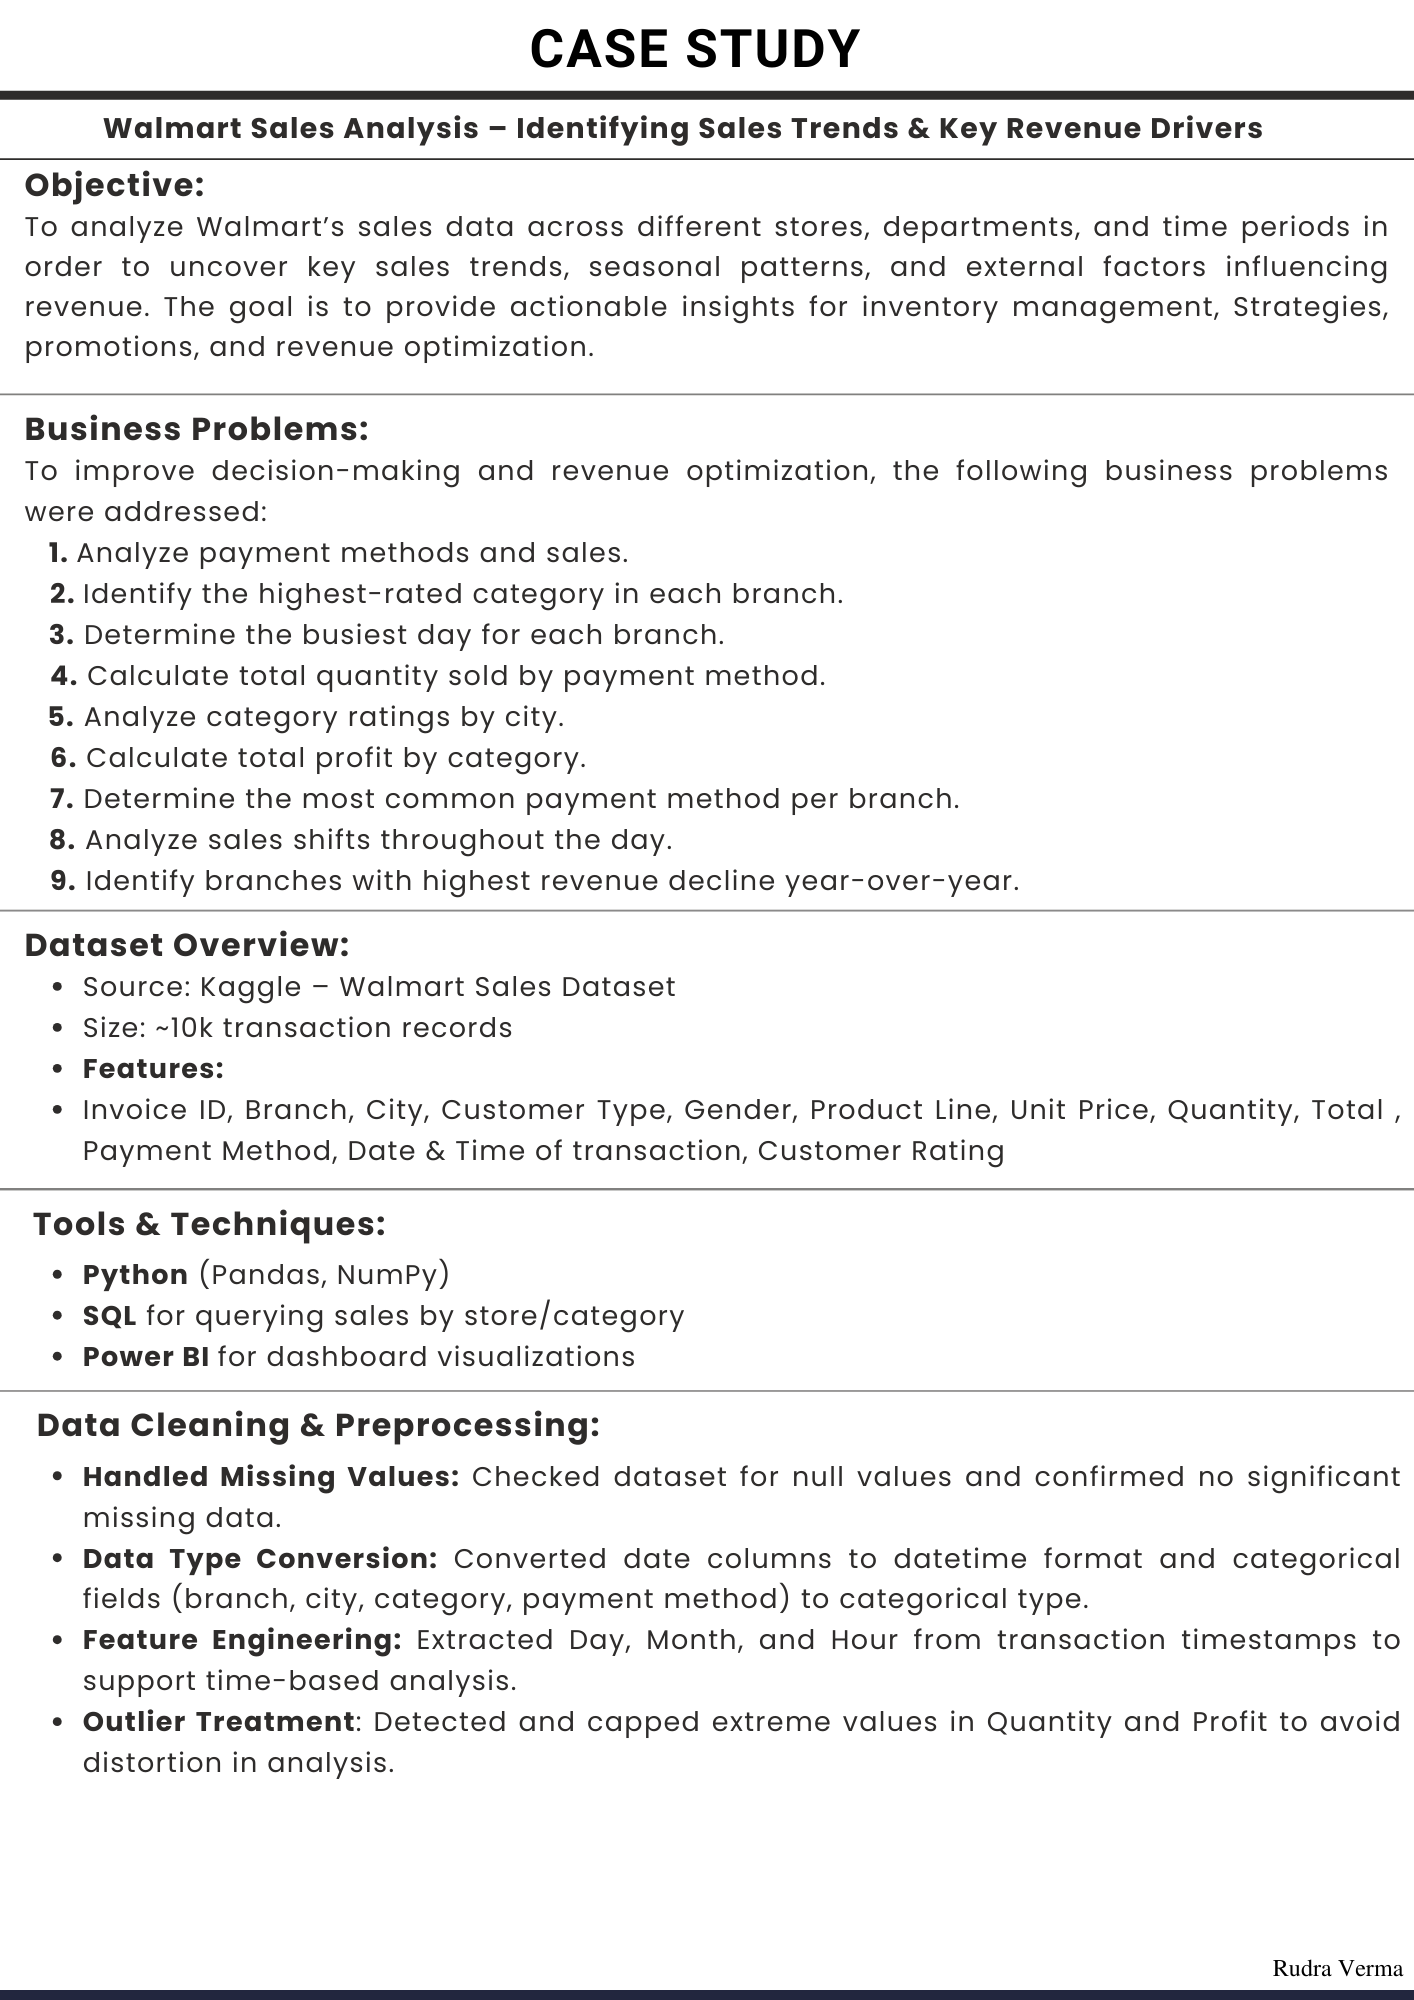 CASE STUDY
Walmart Sales Analysis – Identifying Sales Trends & Key Revenue Drivers
Objective:
To analyze Walmart’s sales data across different stores, departments, and time periods in
order to uncover key sales trends, seasonal patterns, and external factors influencing
revenue. The goal is to provide actionable insights for inventory management, Strategies,
promotions, and revenue optimization.
Business Problems:
To improve decision-making and revenue optimization, the following business problems
were addressed:
1. Analyze payment methods and sales.
2. Identify the highest-rated category in each branch.
3. Determine the busiest day for each branch.
4. Calculate total quantity sold by payment method.
5. Analyze category ratings by city.
6. Calculate total profit by category.
7. Determine the most common payment method per branch.
8. Analyze sales shifts throughout the day.
9. Identify branches with highest revenue decline year-over-year.
Dataset Overview:
• Source: Kaggle – Walmart Sales Dataset
• Size: ~10k transaction records
• Features:
• Invoice ID, Branch, City, Customer Type, Gender, Product Line, Unit Price, Quantity, Total ,
Payment Method, Date & Time of transaction, Customer Rating
Tools & Techniques:
• Python (Pandas, NumPy)
• SQL for querying sales by store/category
• Power BI for dashboard visualizations
Data Cleaning & Preprocessing:
• Handled Missing Values: Checked dataset for null values and confirmed no significant
missing data.
• Data Type Conversion: Converted date columns to datetime format and categorical
fields (branch, city, category, payment method) to categorical type.
• Feature Engineering: Extracted Day, Month, and Hour from transaction timestamps to
support time-based analysis.
• Outlier Treatment: Detected and capped extreme values in Quantity and Profit to avoid
distortion in analysis.
Rudra Verma